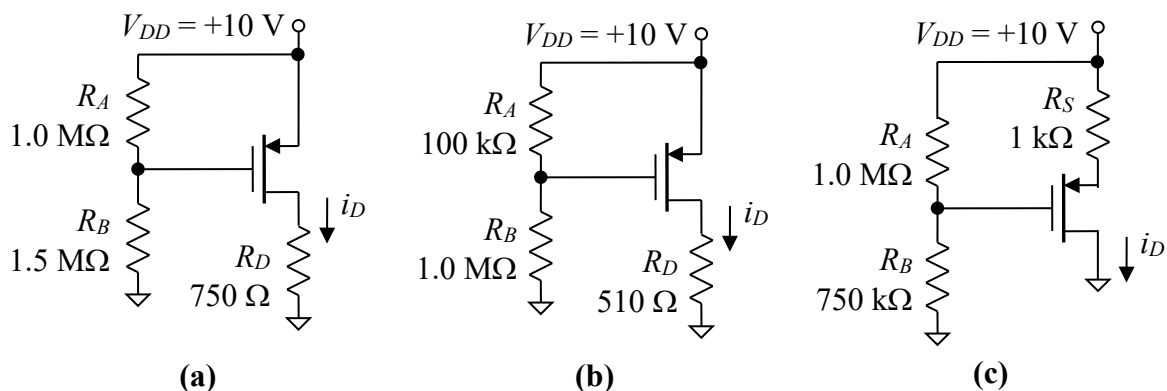 V_DD = +10 V
R_A
1.0 MΩ
R_B
1.5 MΩ
i_D
R_D
750 Ω
(a)
V_DD = +10 V
R_A
100 kΩ
R_B
1.0 MΩ
i_D
R_D
510 Ω
(b)
V_DD = +10 V
R_S
1 kΩ
R_A
1.0 MΩ
R_B
750 kΩ
i_D
(c)